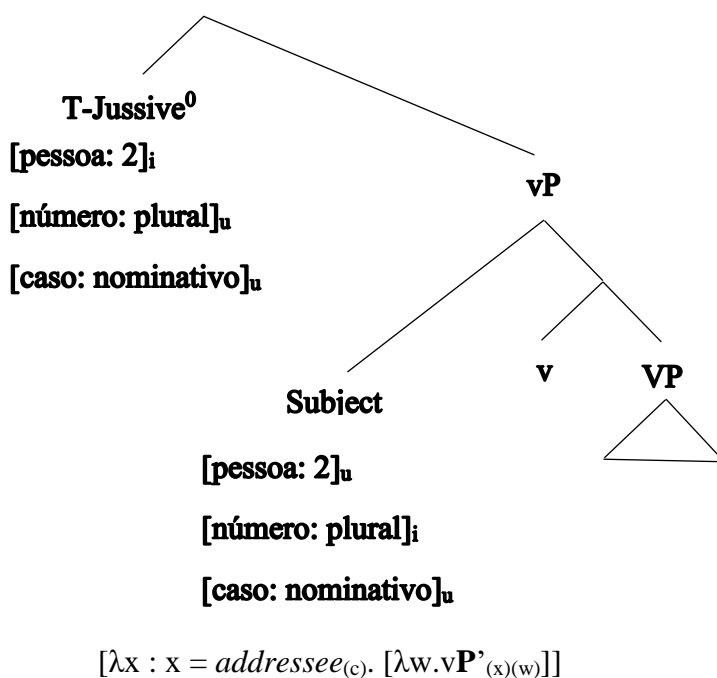 T-Jussive⁰
[pessoa: 2]ᵢ
[número: plural]ᵤ
[caso: nominativo]ᵤ
vP
v
VP
Subject
[pessoa: 2]ᵤ
[número: plural]ᵢ
[caso: nominativo]ᵤ
[λx : x = addressee₍c₎. [λw.vP’₍x₎₍w₎]]